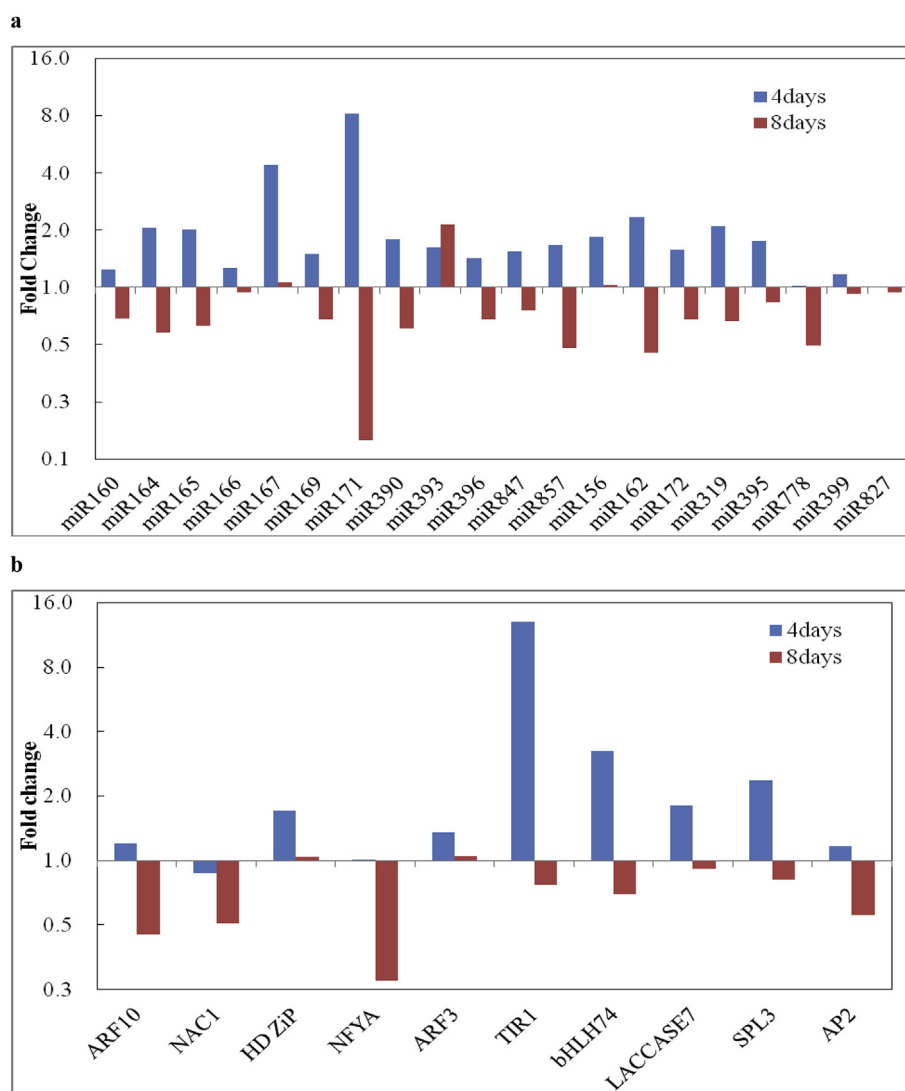 a
16.0
8.0
4.0
2.0
1.0
0.5
0.3
0.1
Fold Change
4days
8days
miR160
miR164
miR165
miR166
miR167
miR169
miR171
miR390
miR393
miR396
miR847
miR857
miR156
miR162
miR172
miR319
miR395
miR778
miR399
miR827
b
16.0
8.0
4.0
2.0
1.0
0.5
0.3
Fold change
4days
8days
ARF10
NAC1
HD ZiP
NFYA
ARF3
TIR1
bHLH74
LACCASE7
SPL3
AP2